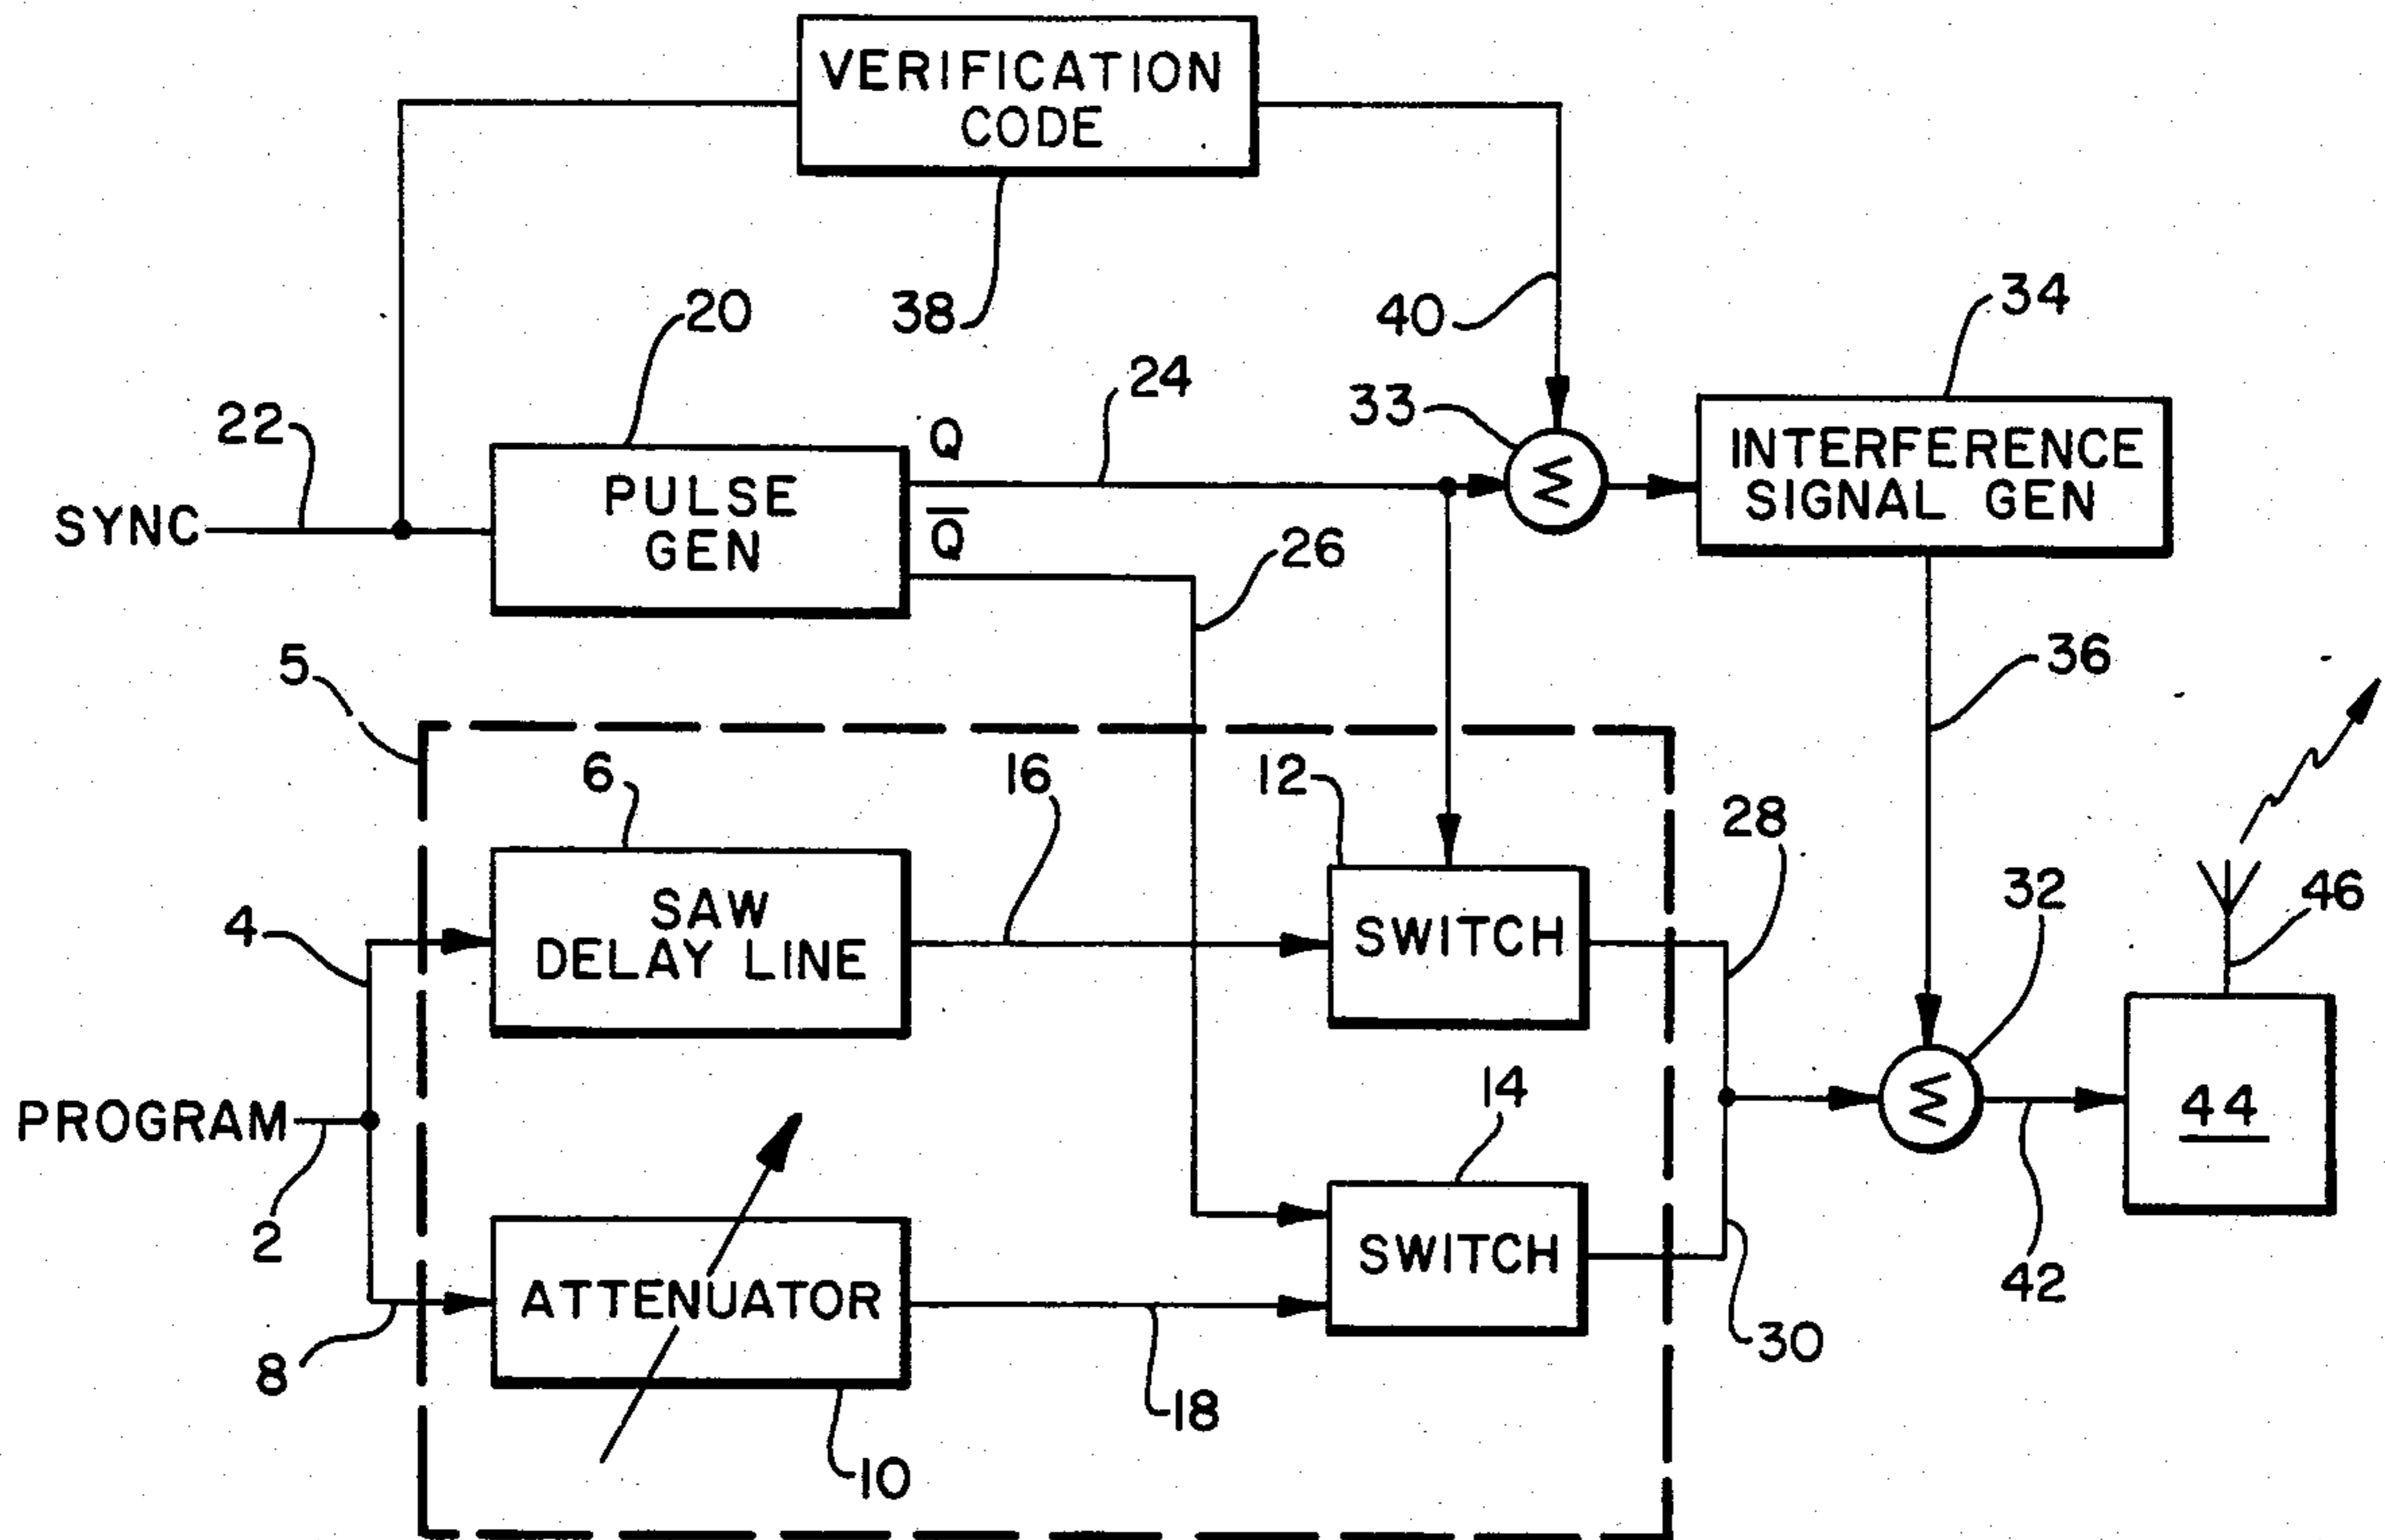 VERIFICATION
CODE
38
40
34
20
24
33
22
Q
INTERFERENCE
SIGNAL GEN
PULSE
GEN
SYNC
Q̅
26
5
36
6
16
12
28
SAW
DELAY LINE
4
SWITCH
32
46
PROGRAM
2
14
44
SWITCH
ATTENUATOR
8
42
30
18
10
Σ
Σ